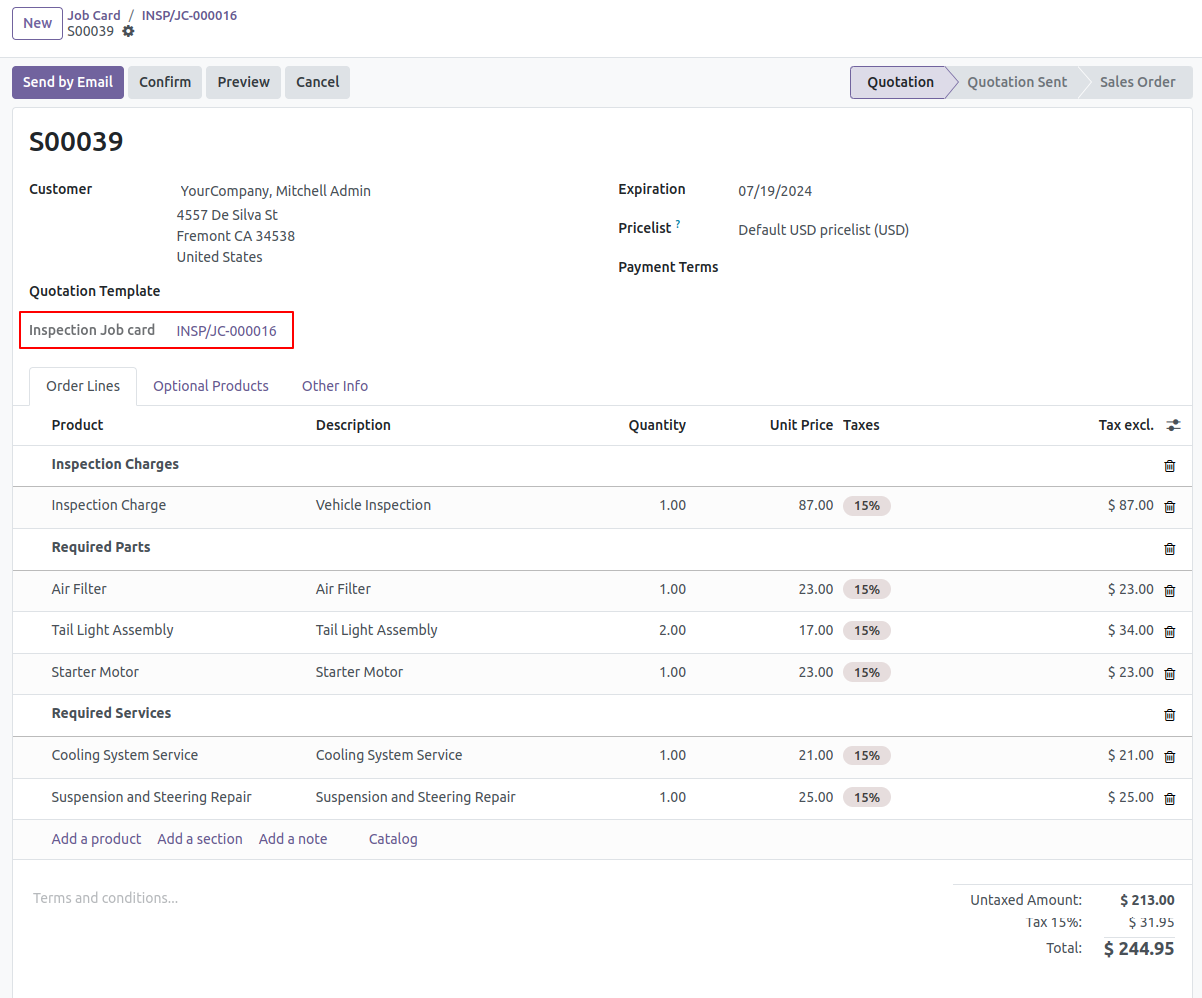 New Job Card / INSP/JC-000016
S00039
Send by Email Confirm Preview Cancel Quotation Quotation Sent Sales Order
S00039
Customer YourCompany, Mitchell Admin Expiration 07/19/2024
4557 De Silva St
Fremont CA 34538 Pricelist ? Default USD pricelist (USD)
United States Payment Terms
Quotation Template
Inspection Job card INSP/JC-000016
Order Lines Optional Products Other Info
Product Description Quantity Unit Price Taxes Tax excl.
Inspection Charges
Inspection Charge Vehicle Inspection 1.00 87.00 15% $ 87.00
Required Parts
Air Filter Air Filter 1.00 23.00 15% $ 23.00
Tail Light Assembly Tail Light Assembly 2.00 17.00 15% $ 34.00
Starter Motor Starter Motor 1.00 23.00 15% $ 23.00
Required Services
Cooling System Service Cooling System Service 1.00 21.00 15% $ 21.00
Suspension and Steering Repair Suspension and Steering Repair 1.00 25.00 15% $ 25.00
Add a product Add a section Add a note Catalog
Terms and conditions...
Untaxed Amount: $ 213.00
Tax 15%: $ 31.95
Total: $ 244.95